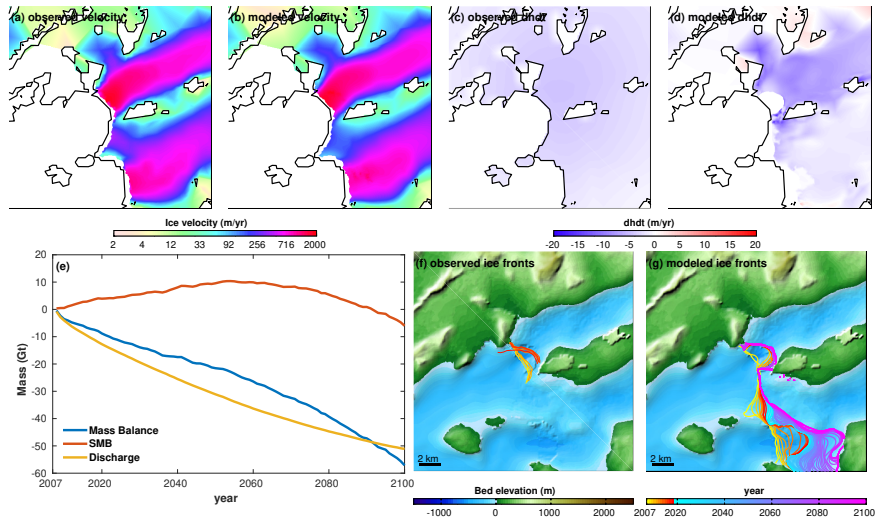 (a) observed velocity
(b) modeled velocity
(c) observed dhdt
(d) modeled dhdt
Ice velocity (m/yr)
2 4 12 33 92 256 716 2000
dhdt (m/yr)
-20 -15 -10 -5 0 5 10 15 20
(e)
20
10
0
-10
-20
-30
-40
-50
-60
Mass (Gt)
Mass Balance
SMB
Discharge
2007 2020 2040 2060 2080 2100
year
(f) observed ice fronts
2 km
(g) modeled ice fronts
2 km
Bed elevation (m)
-1000 0 1000 2000
year
2007 2020 2040 2060 2080 2100